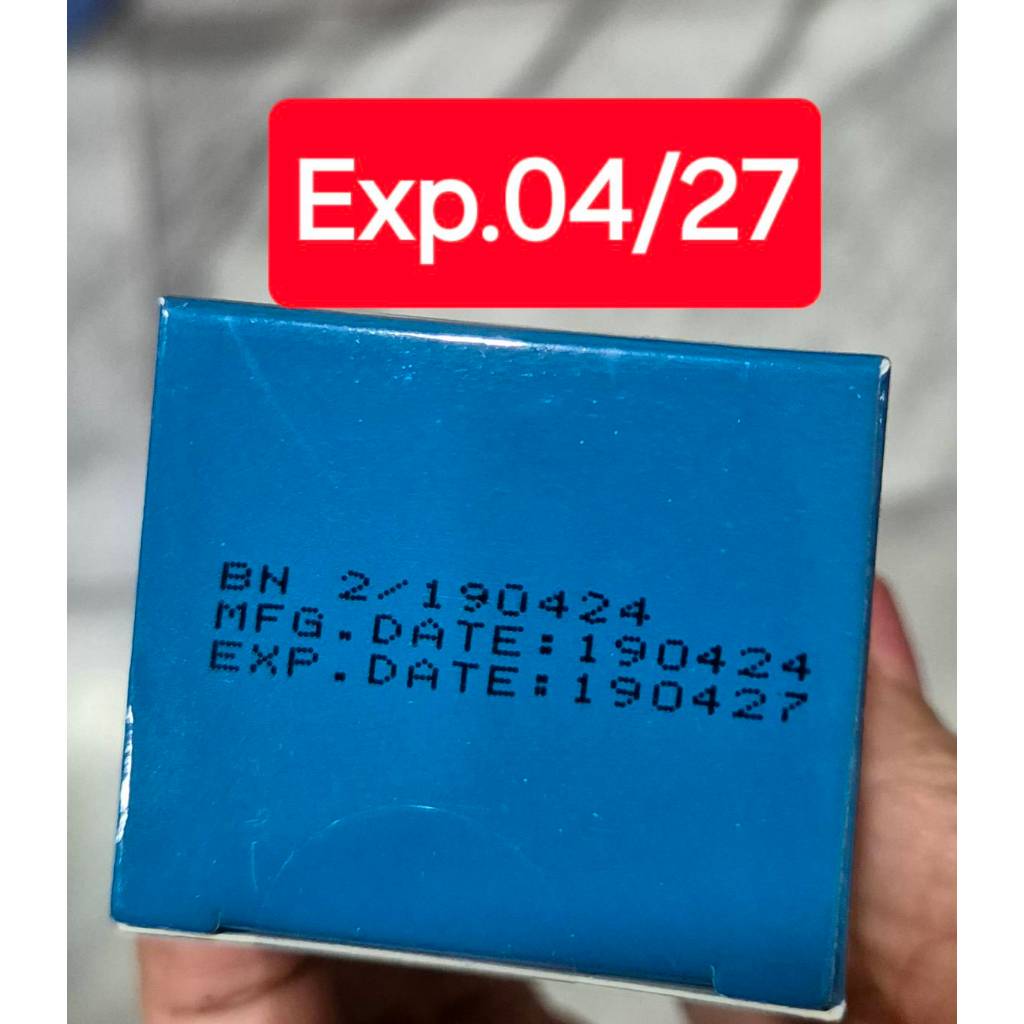 Exp.04/27
BN 2/190424
MFG.DATE:190424
EXP.DATE:190427